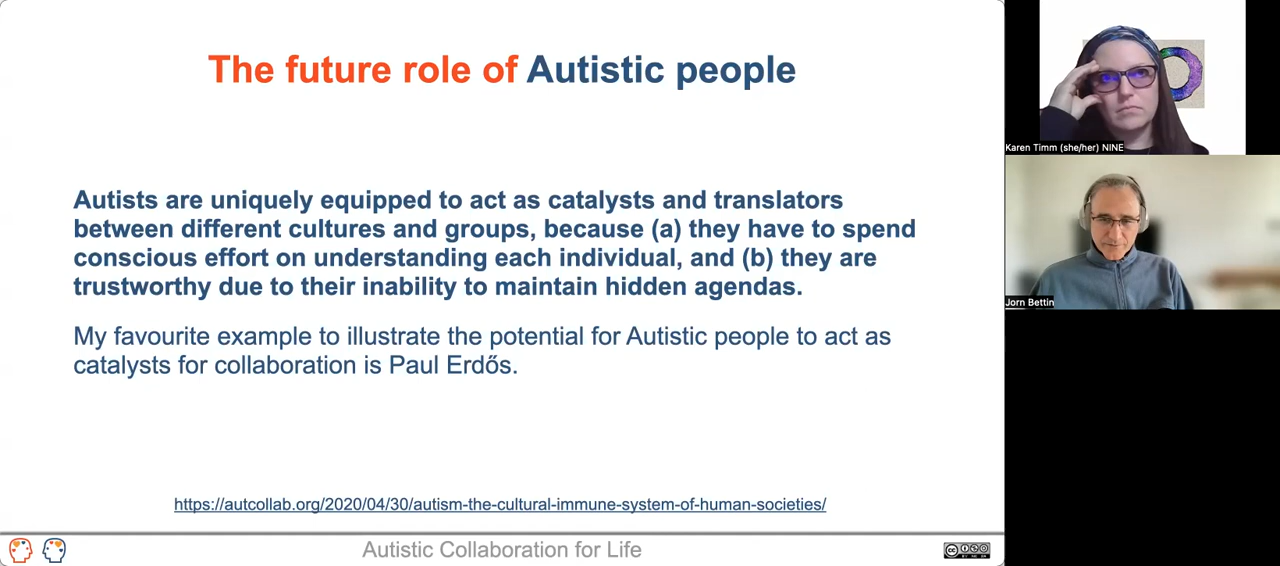 The future role of Autistic people
Autists are uniquely equipped to act as catalysts and translators
between different cultures and groups, because (a) they have to spend
conscious effort on understanding each individual, and (b) they are
trustworthy due to their inability to maintain hidden agendas.
My favourite example to illustrate the potential for Autistic people to act as
catalysts for collaboration is Paul Erdős.
https://autcollab.org/2020/04/30/autism-the-cultural-immune-system-of-human-societies/
Autistic Collaboration for Life
Karen Timm (she/her) NINE
Jorn Bettin